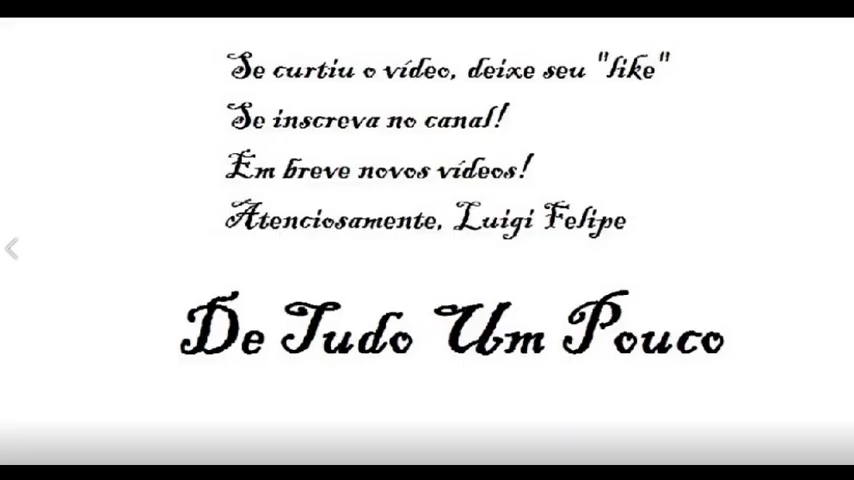 Se curtiu o vídeo, deixe seu "like"
Se inscreva no canal!
Em breve novos vídeos!
Atenciosamente, Luigi Felipe
De Tudo Um Pouco